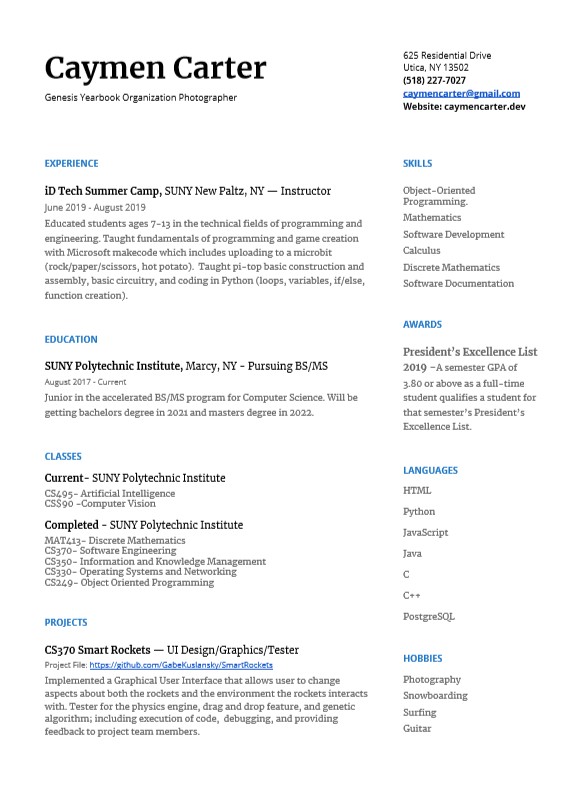 Caymen Carter
Genesis Yearbook Organization Photographer
625 Residential Drive
Utica, NY 13502
(518) 227-7027
caymencarter@gmail.com
Website: caymencarter.dev
EXPERIENCE
iD Tech Summer Camp, SUNY New Paltz, NY — Instructor
June 2019 - August 2019
Educated students ages 7-13 in the technical fields of programming and
engineering. Taught fundamentals of programming and game creation
with Microsoft makecode which includes uploading to a microbit
(rock/paper/scissors, hot potato).  Taught pi-top basic construction and
assembly, basic circuitry, and coding in Python (loops, variables, if/else,
function creation).
EDUCATION
SUNY Polytechnic Institute, Marcy, NY - Pursuing BS/MS
August 2017 - Current
Junior in the accelerated BS/MS program for Computer Science. Will be
getting bachelors degree in 2021 and masters degree in 2022.
CLASSES
Current- SUNY Polytechnic Institute
CS495- Artificial Intelligence
CS$90 -Computer Vision
Completed - SUNY Polytechnic Institute
MAT413- Discrete Mathematics
CS370- Software Engineering
CS350- Information and Knowledge Management
CS330- Operating Systems and Networking
CS249- Object Oriented Programming
PROJECTS
CS370 Smart Rockets — UI Design/Graphics/Tester
Project File: https://github.com/GabeKuslansky/SmartRockets
Implemented a Graphical User Interface that allows user to change
aspects about both the rockets and the environment the rockets interacts
with. Tester for the physics engine, drag and drop feature, and genetic
algorithm; including execution of code,  debugging, and providing
feedback to project team members.
SKILLS
Object-Oriented
Programming.
Mathematics
Software Development
Calculus
Discrete Mathematics
Software Documentation
AWARDS
President's Excellence List
2019 -A semester GPA of
3.80 or above as a full-time
student qualifies a student for
that semester's President's
Excellence List.
LANGUAGES
HTML
Python
JavaScript
Java
C
C++
PostgreSQL
HOBBIES
Photography
Snowboarding
Surfing
Guitar